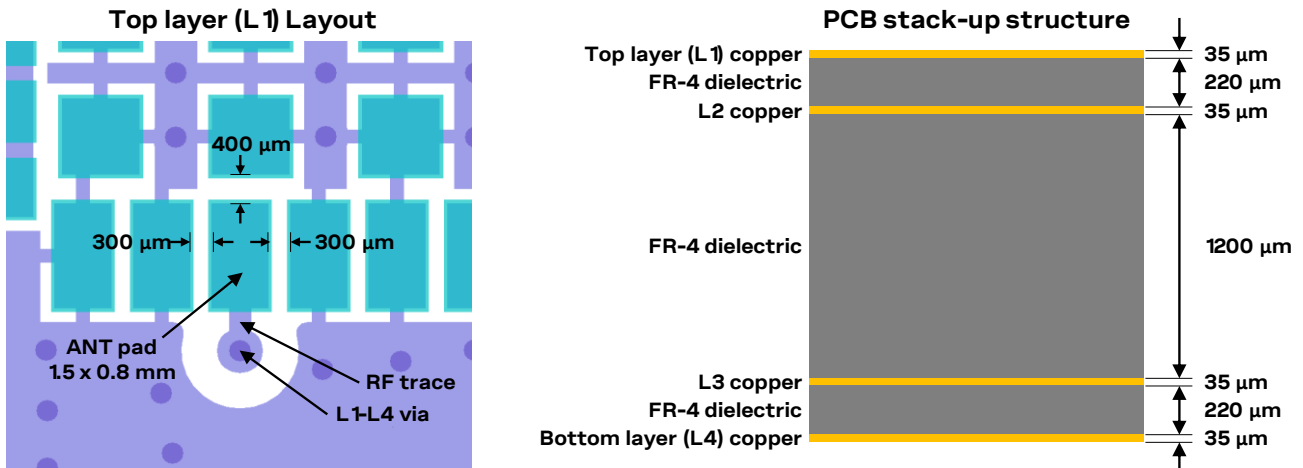 Top layer (L1) Layout
400 µm
300 µm
300 µm
ANT pad
1.5 x 0.8 mm
RF trace
L1-L4 via
PCB stack-up structure
Top layer (L1) copper
35 µm
FR-4 dielectric
220 µm
L2 copper
35 µm
FR-4 dielectric
1200 µm
L3 copper
35 µm
FR-4 dielectric
220 µm
Bottom layer (L4) copper
35 µm